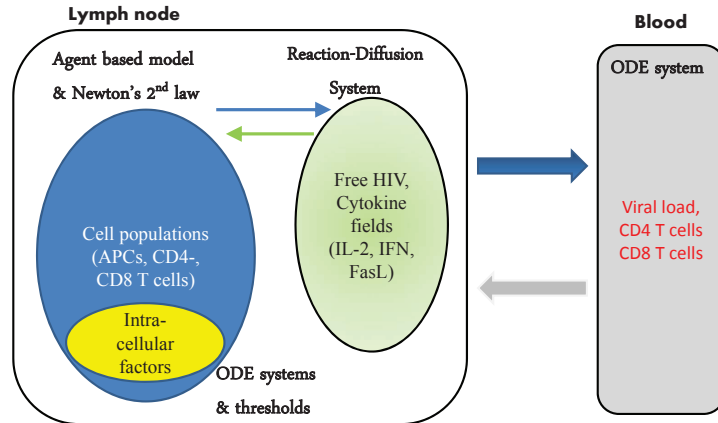 Lymph node
Blood
Agent based model
& Newton's 2nd law
Reaction-Diffusion
System
ODE system
Free HIV,
Cytokine
fields
(IL-2, IFN,
FasL)
Cell populations
(APCs, CD4-,
CD8 T cells)
Viral load,
CD4 T cells
CD8 T cells
Intra-
cellular
factors
ODE systems
& thresholds